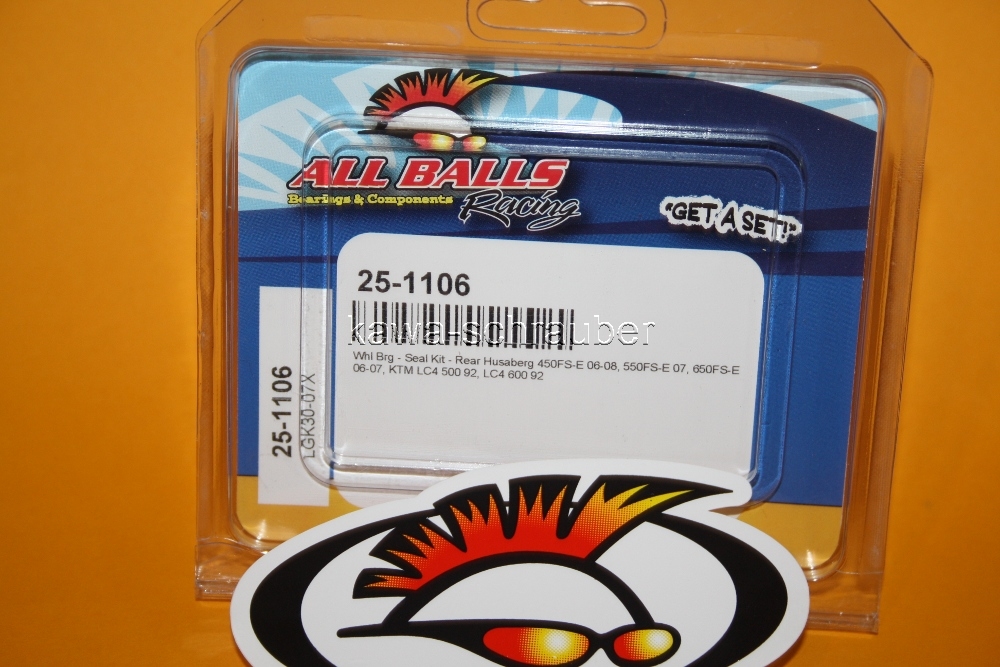 ALL BALLS
Bearings & Components
Racing
"GET A SET!"
25-1106
kawa-schrauber
Whl Brg - Seal Kit - Rear Husaberg 450FS-E 06-08, 550FS-E 07, 650FS-E
06-07, KTM LC4 500 92, LC4 600 92
25-1106
LGK30-07X